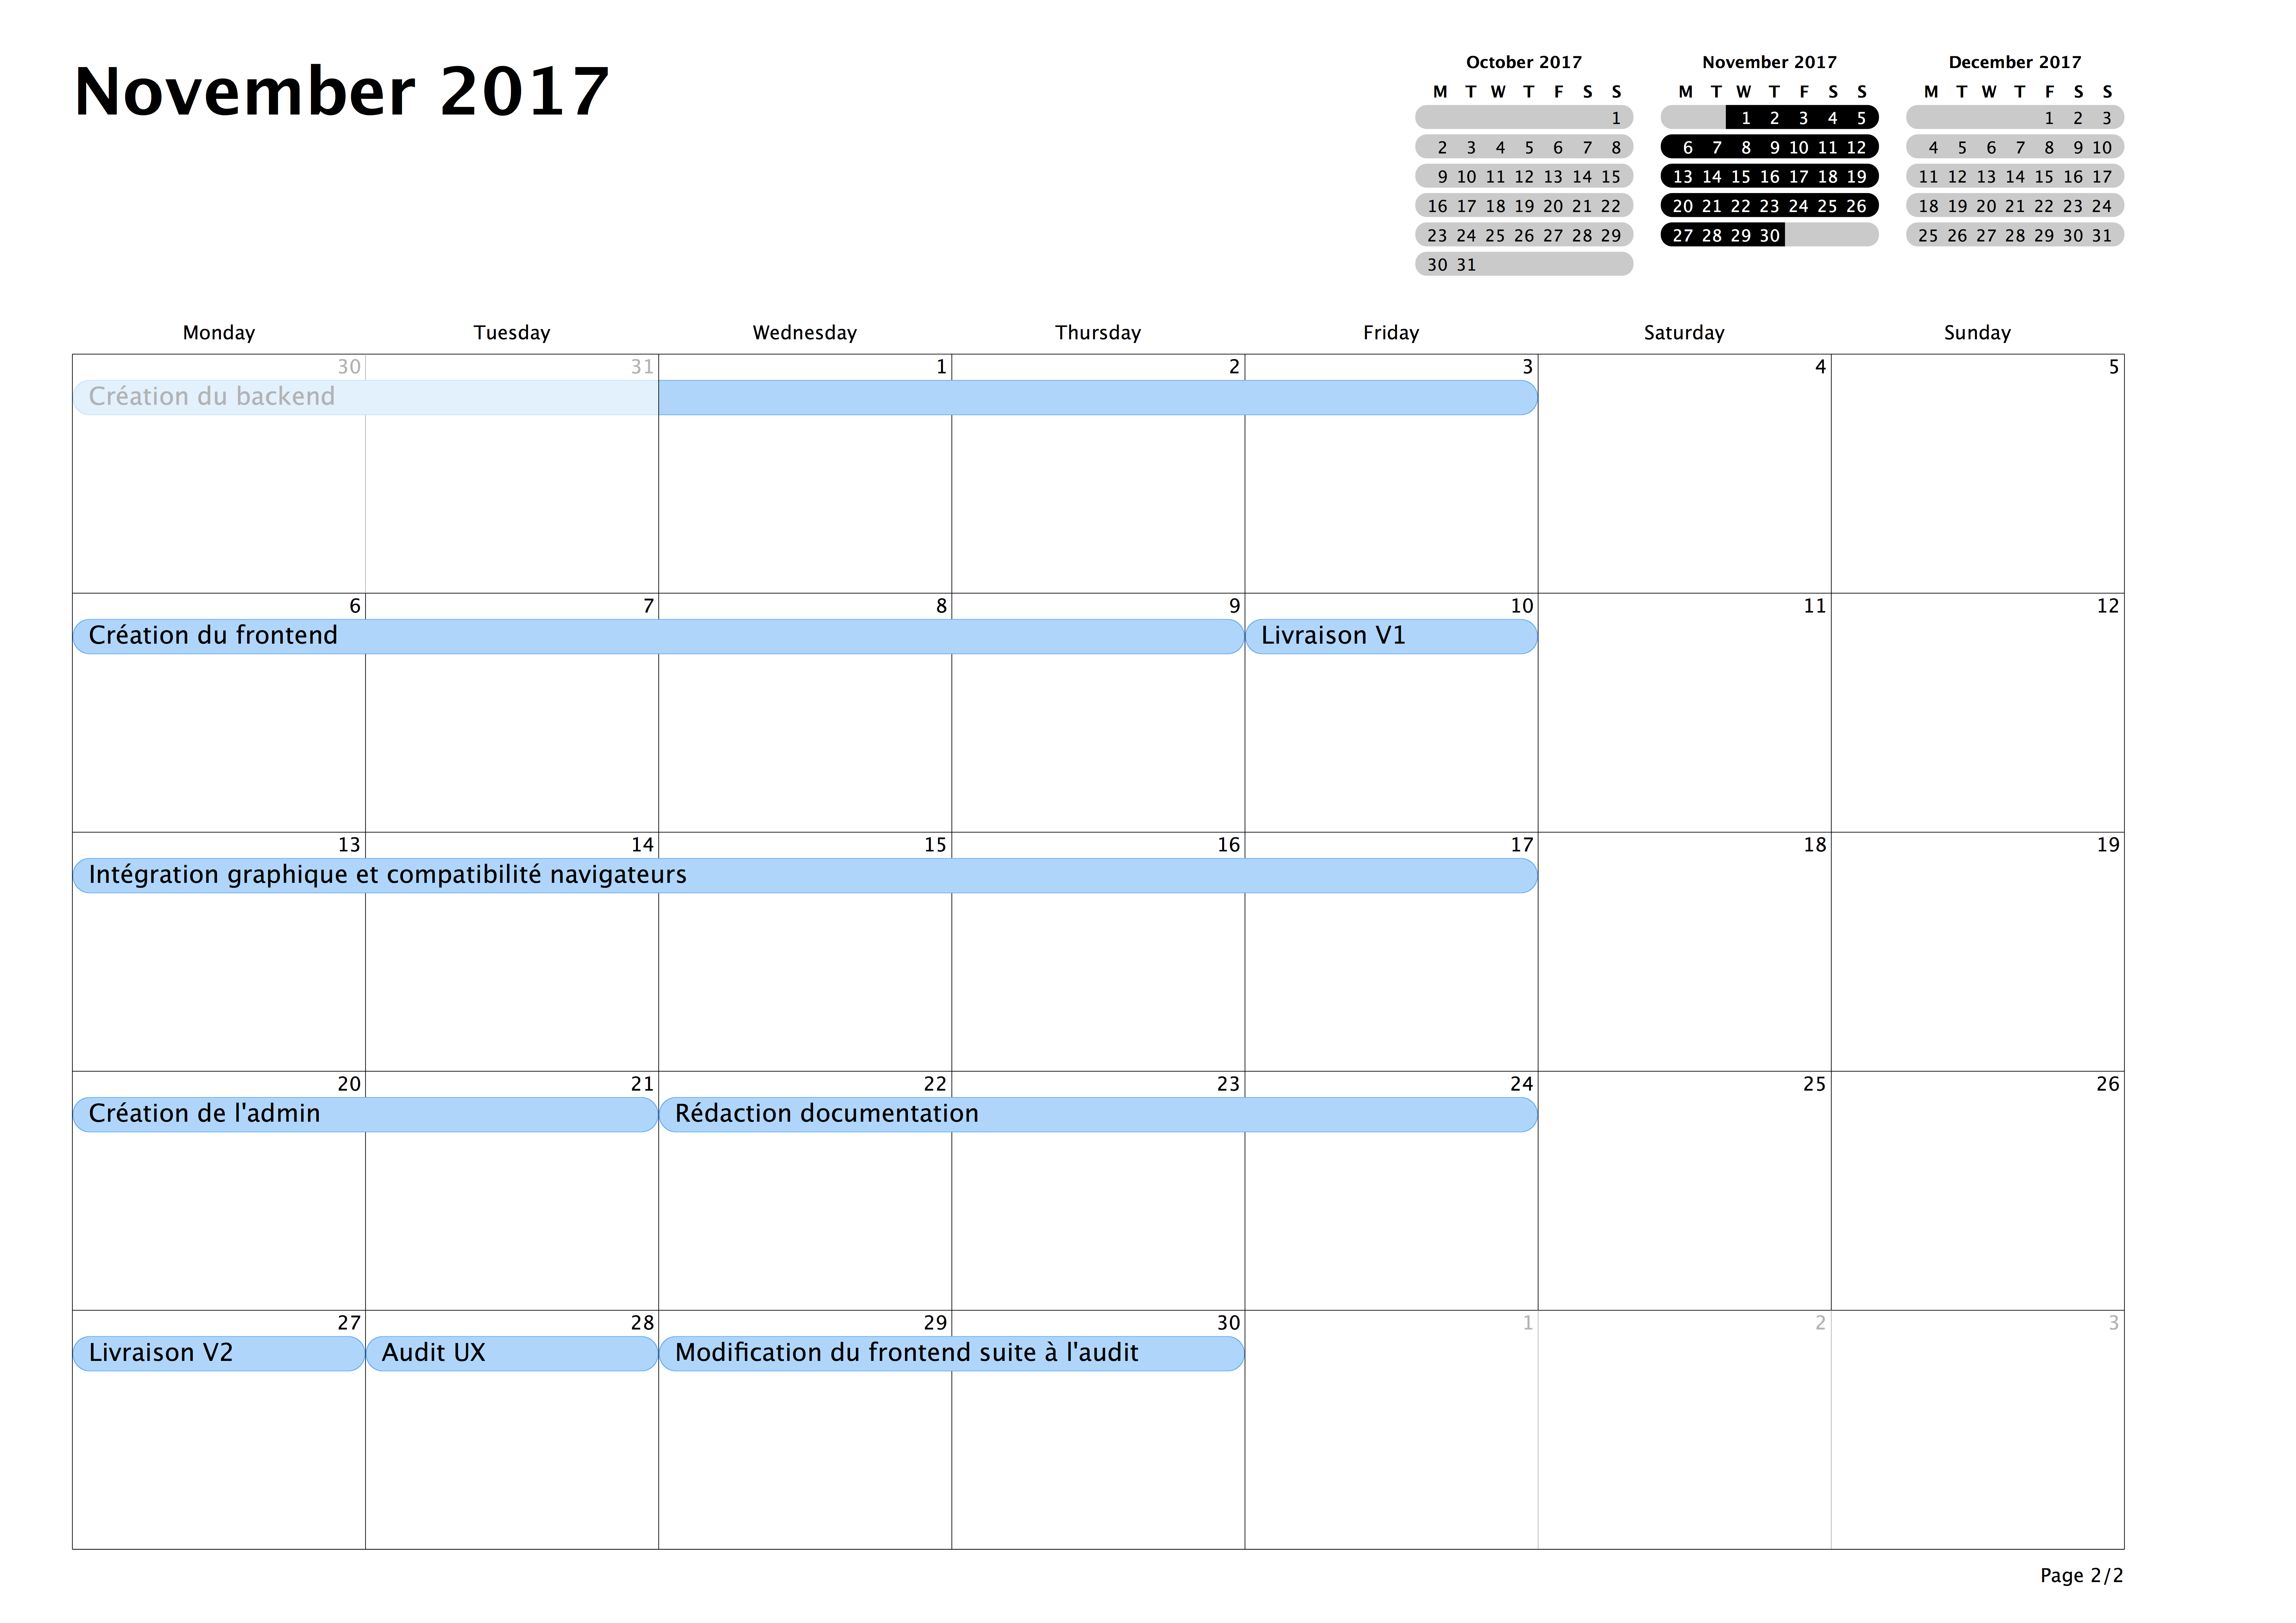 November 2017
October 2017
M T W T F S S
1
2 3 4 5 6 7 8
9 10 11 12 13 14 15
16 17 18 19 20 21 22
23 24 25 26 27 28 29
30 31
November 2017
M T W T F S S
1 2 3 4 5
6 7 8 9 10 11 12
13 14 15 16 17 18 19
20 21 22 23 24 25 26
27 28 29 30
December 2017
M T W T F S S
1 2 3
4 5 6 7 8 9 10
11 12 13 14 15 16 17
18 19 20 21 22 23 24
25 26 27 28 29 30 31
Monday Tuesday Wednesday Thursday Friday Saturday Sunday
30 31 1 2 3 4 5
Création du backend
6 7 8 9 10 11 12
Création du frontend Livraison V1
13 14 15 16 17 18 19
Intégration graphique et compatibilité navigateurs
20 21 22 23 24 25 26
Création de l'admin Rédaction documentation
27 28 29 30 1 2 3
Livraison V2 Audit UX Modification du frontend suite à l'audit
Page 2/2